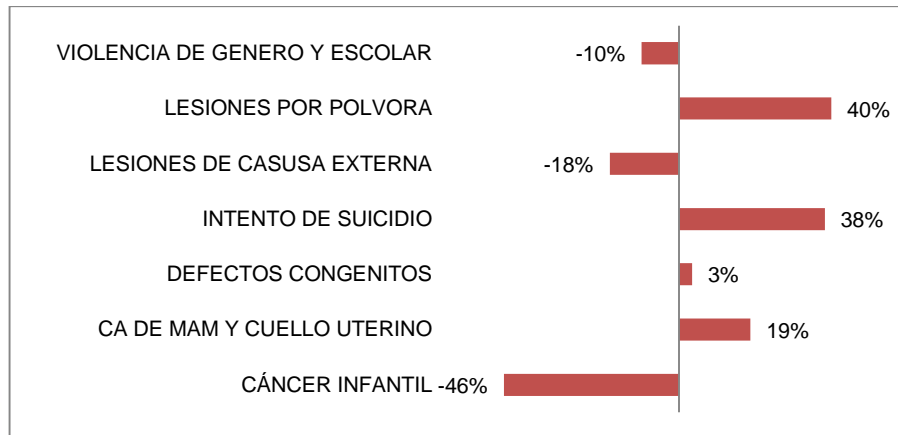 VIOLENCIA DE GENERO Y ESCOLAR -10%
LESIONES POR POLVORA 40%
LESIONES DE CASUSA EXTERNA -18%
INTENTO DE SUICIDIO 38%
DEFECTOS CONGENITOS 3%
CA DE MAM Y CUELLO UTERINO 19%
CÁNCER INFANTIL -46%